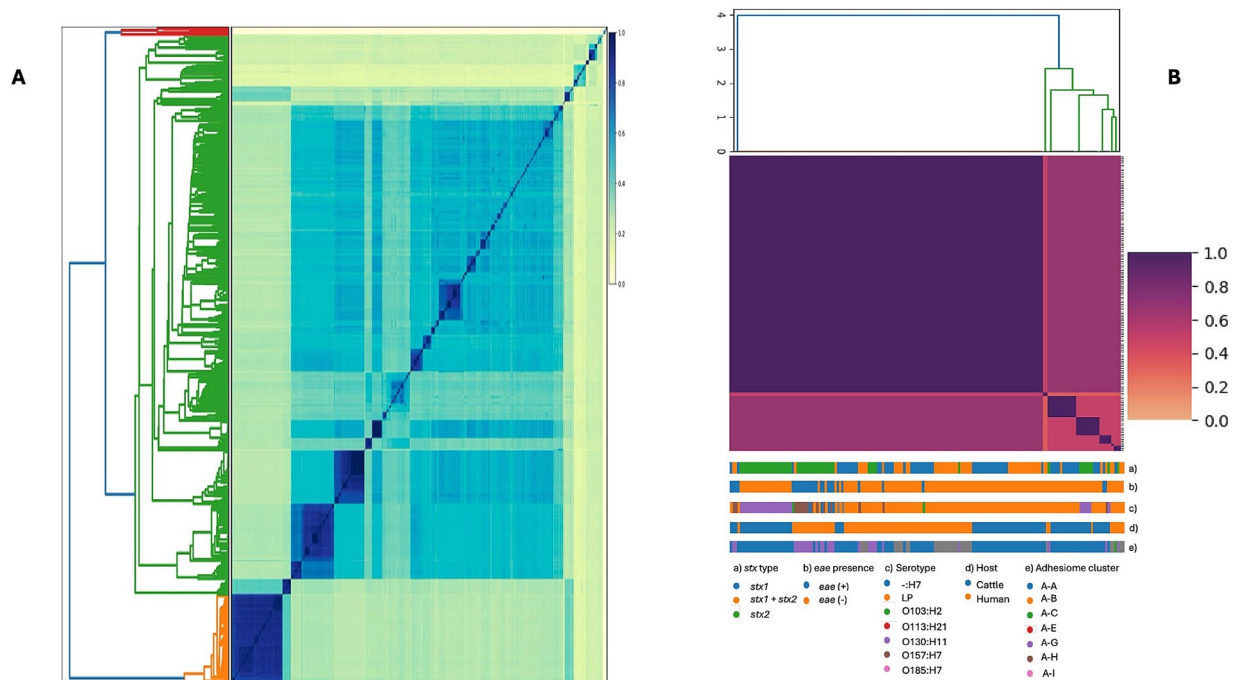 A
1.0
0.8
0.6
0.4
0.2
0.0
B
4
3
2
1
0
1.0
0.8
0.6
0.4
0.2
0.0
a)
b)
c)
d)
e)
a) stx type
stx1
stx1 + stx2
stx2
b) eae presence
eae (+)
eae (-)
c) Serotype
-:H7
LP
O103:H2
O113:H21
O130:H11
O157:H7
O185:H7
d) Host
Cattle
Human
e) Adhesiome cluster
A-A
A-B
A-C
A-E
A-G
A-H
A-I